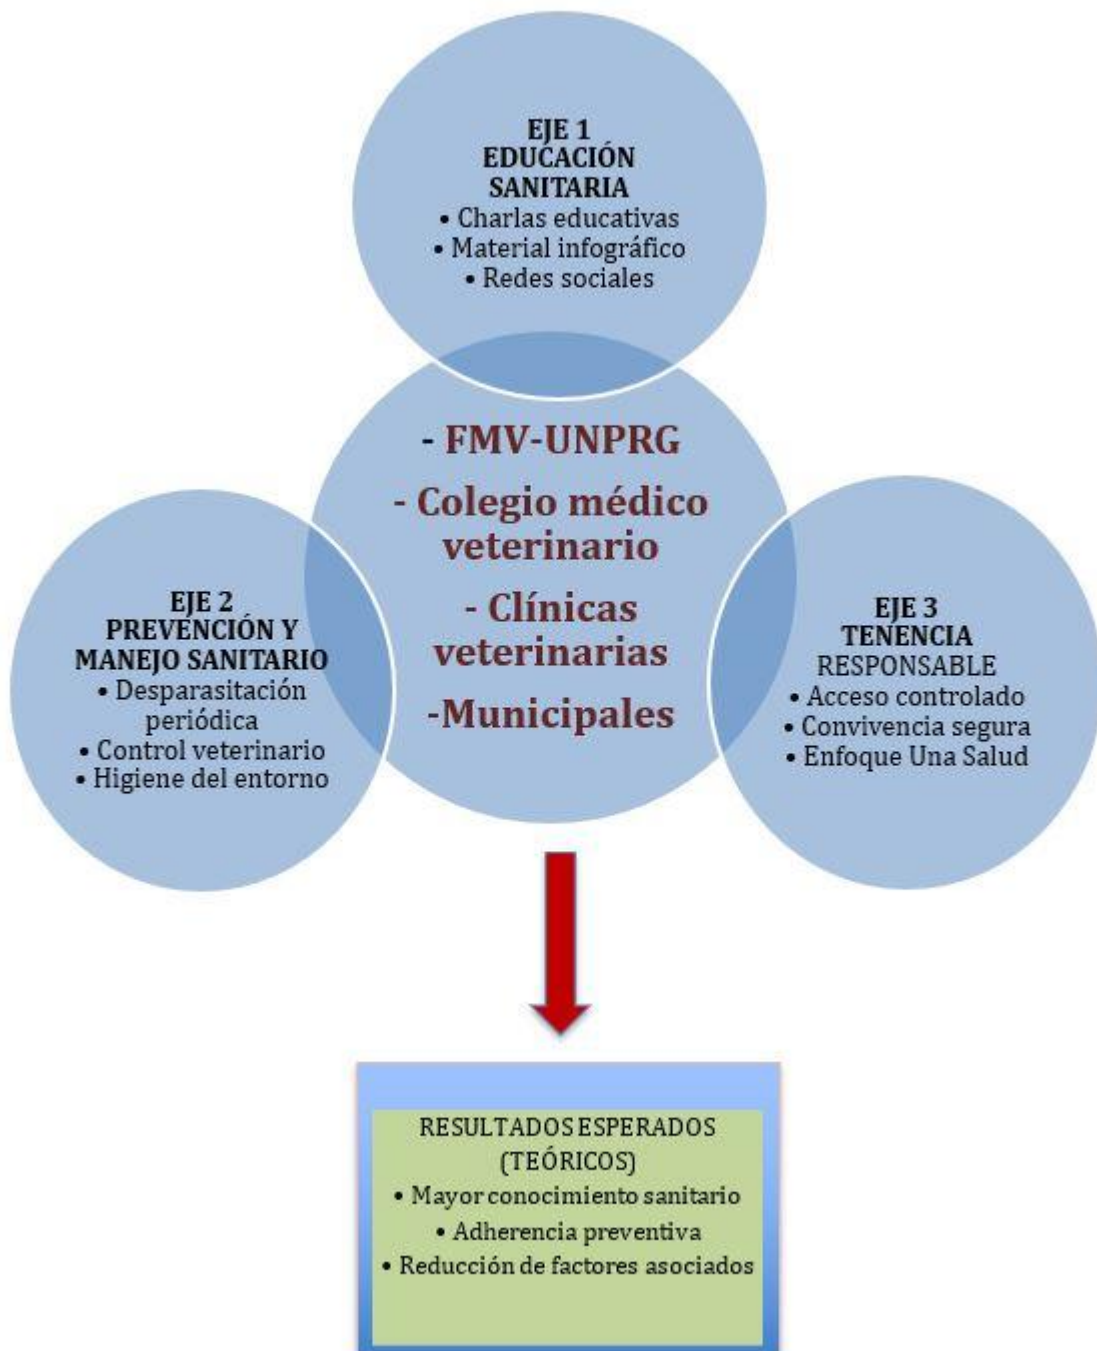 EJE 1
EDUCACIÓN
SANITARIA
• Charlas educativas
• Material infográfico
• Redes sociales
- FMV-UNPRG
- Colegio médico
veterinario
- Clínicas
veterinarias
-Municipales
EJE 2
PREVENCIÓN Y
MANEJO SANITARIO
• Desparasitación
periódica
• Control veterinario
• Higiene del entorno
EJE 3
TENENCIA
RESPONSABLE
• Acceso controlado
• Convivencia segura
• Enfoque Una Salud
RESULTADOS ESPERADOS
(TEÓRICOS)
• Mayor conocimiento sanitario
• Adherencia preventiva
• Reducción de factores asociados